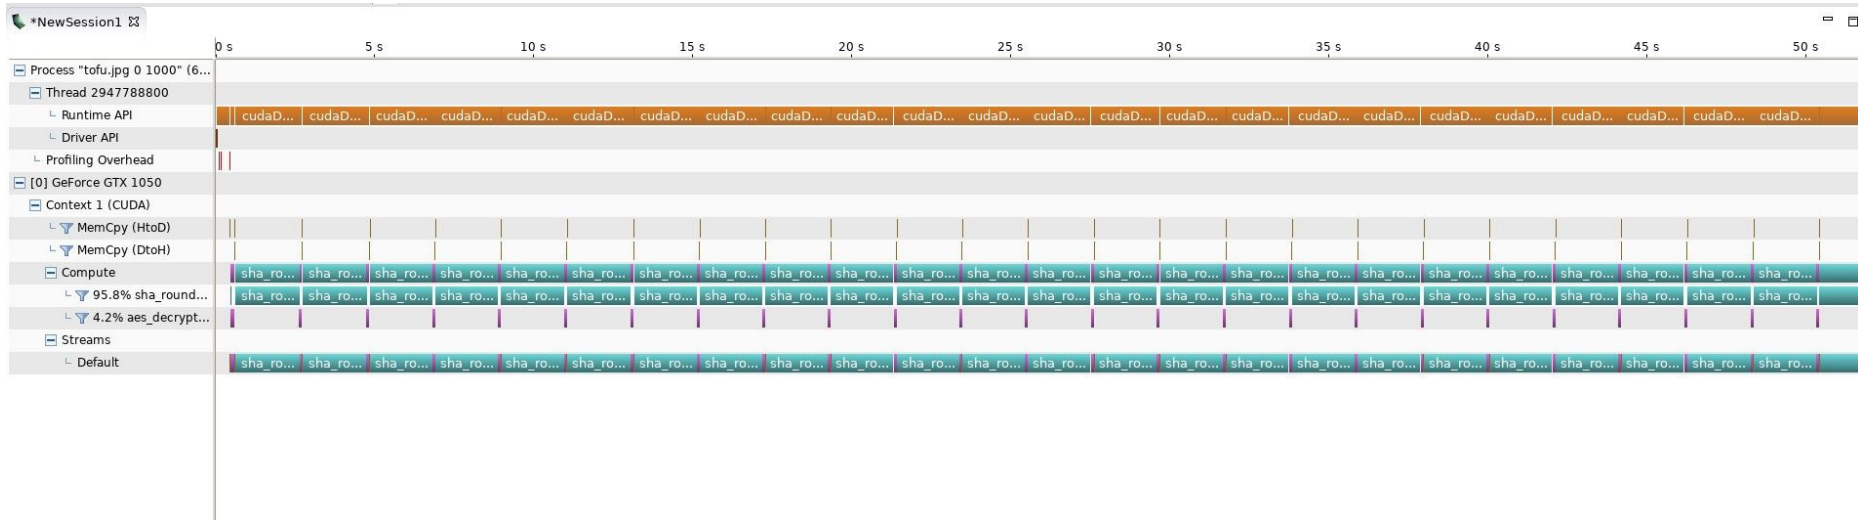 *NewSession1
0 s 5 s 10 s 15 s 20 s 25 s 30 s 35 s 40 s 45 s 50 s
Process "tofu.jpg 0 1000" (6...
Thread 2947788800
Runtime API cudaD... cudaD... cudaD... cudaD... cudaD... cudaD... cudaD... cudaD... cudaD... cudaD... cudaD... cudaD... cudaD... cudaD... cudaD... cudaD... cudaD... cudaD... cudaD... cudaD... cudaD... cudaD... cudaD... cudaD...
Driver API
Profiling Overhead
[0] GeForce GTX 1050
Context 1 (CUDA)
MemCpy (HtoD)
MemCpy (DtoH)
Compute sha_ro... sha_ro... sha_ro... sha_ro... sha_ro... sha_ro... sha_ro... sha_ro... sha_ro... sha_ro... sha_ro... sha_ro... sha_ro... sha_ro... sha_ro... sha_ro... sha_ro... sha_ro... sha_ro... sha_ro... sha_ro... sha_ro... sha_ro... sha_ro...
95.8% sha_round... sha_ro... sha_ro... sha_ro... sha_ro... sha_ro... sha_ro... sha_ro... sha_ro... sha_ro... sha_ro... sha_ro... sha_ro... sha_ro... sha_ro... sha_ro... sha_ro... sha_ro... sha_ro... sha_ro... sha_ro... sha_ro... sha_ro... sha_ro... sha_ro...
4.2% aes_decrypt...
Streams
Default sha_ro... sha_ro... sha_ro... sha_ro... sha_ro... sha_ro... sha_ro... sha_ro... sha_ro... sha_ro... sha_ro... sha_ro... sha_ro... sha_ro... sha_ro... sha_ro... sha_ro... sha_ro... sha_ro... sha_ro... sha_ro... sha_ro... sha_ro... sha_ro...